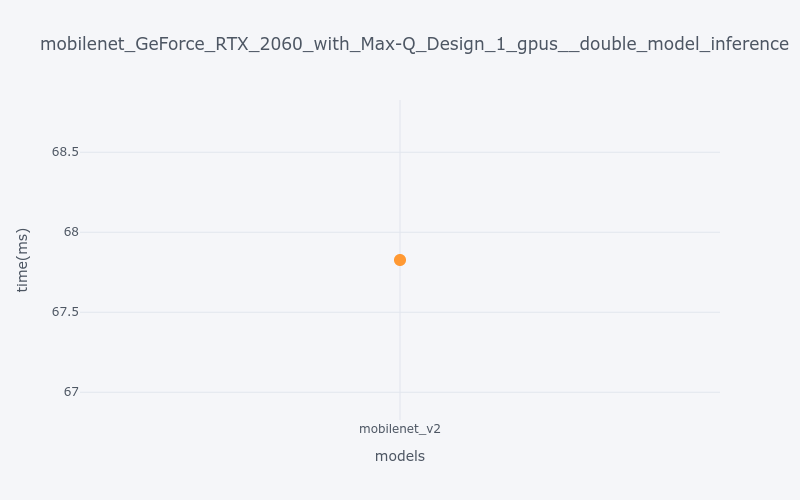 mobilenet_GeForce_RTX_2060_with_Max-Q_Design_1_gpus__double_model_inference
68.5
68
67.5
67
time(ms)
mobilenet_v2
models